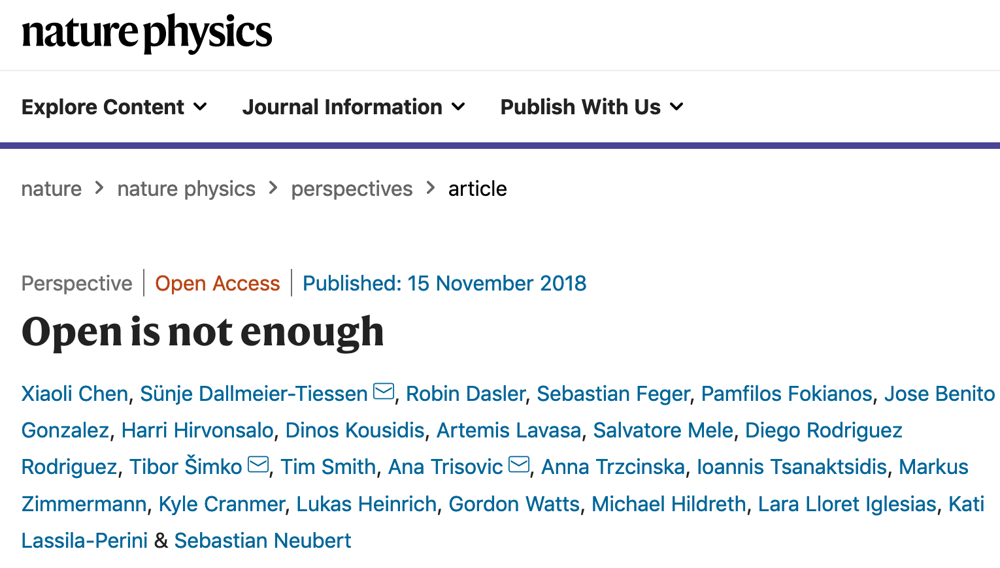 nature physics
Explore Content Journal Information Publish With Us
nature > nature physics > perspectives > article
Perspective | Open Access | Published: 15 November 2018
Open is not enough
Xiaoli Chen, Sünje Dallmeier-Tiessen, Robin Dasler, Sebastian Feger, Pamfilos Fokianos, Jose Benito
Gonzalez, Harri Hirvonsalo, Dinos Kousidis, Artemis Lavasa, Salvatore Mele, Diego Rodriguez
Rodriguez, Tibor Šimko, Tim Smith, Ana Trisovic, Anna Trzcinska, Ioannis Tsanaktsidis, Markus
Zimmermann, Kyle Cranmer, Lukas Heinrich, Gordon Watts, Michael Hildreth, Lara Lloret Iglesias, Kati
Lassila-Perini & Sebastian Neubert